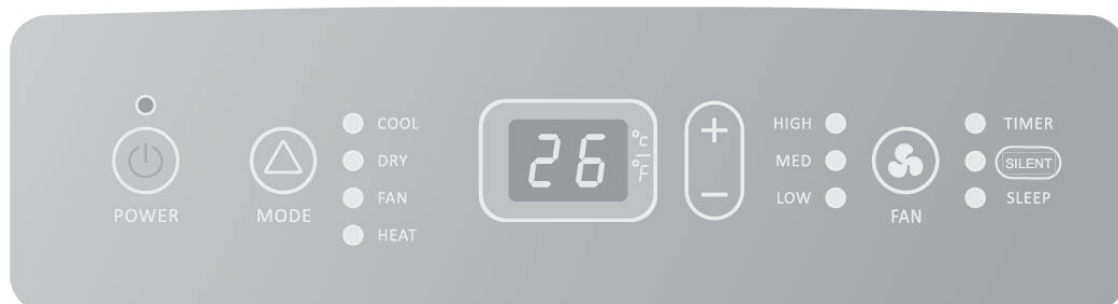 POWER
MODE
COOL
DRY
FAN
HEAT
26
°C
°F
+
−
HIGH
MED
LOW
FAN
TIMER
SILENT
SLEEP